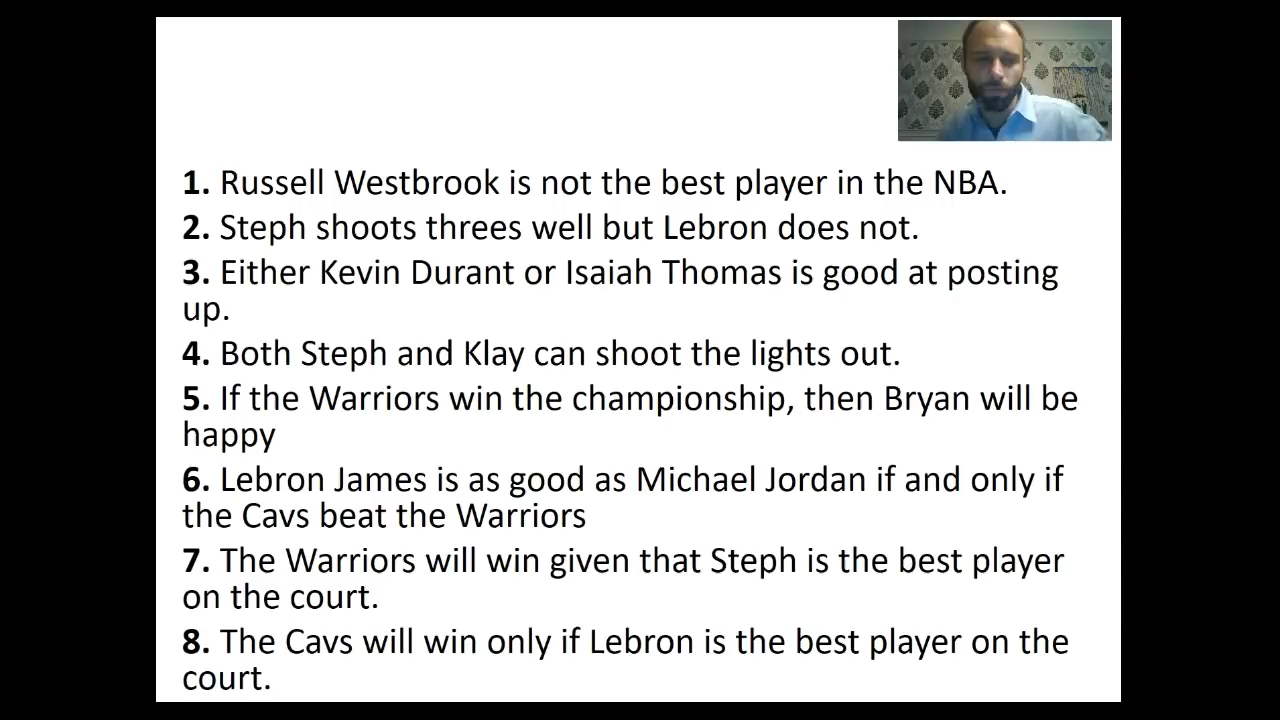 1. Russell Westbrook is not the best player in the NBA.
2. Steph shoots threes well but Lebron does not.
3. Either Kevin Durant or Isaiah Thomas is good at posting
up.
4. Both Steph and Klay can shoot the lights out.
5. If the Warriors win the championship, then Bryan will be
happy
6. Lebron James is as good as Michael Jordan if and only if
the Cavs beat the Warriors
7. The Warriors will win given that Steph is the best player
on the court.
8. The Cavs will win only if Lebron is the best player on the
court.